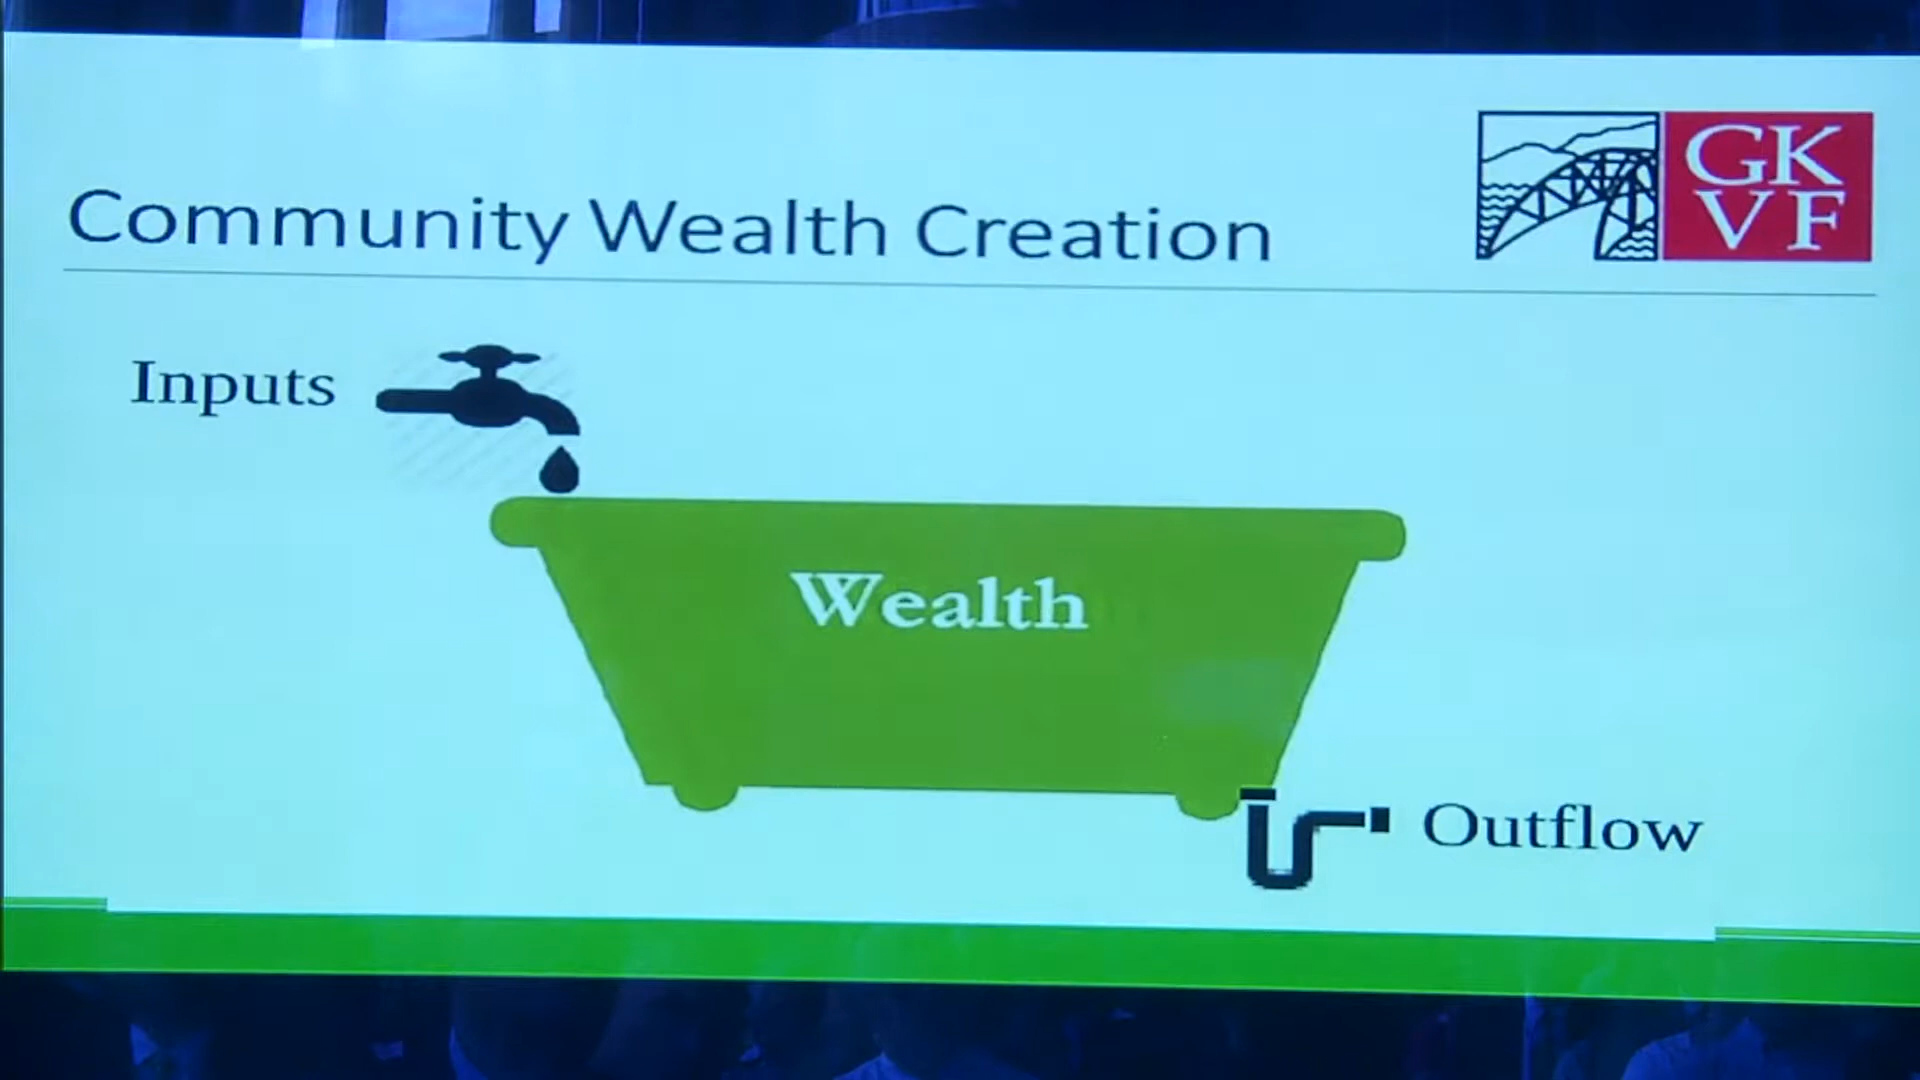 GK
VF
Community Wealth Creation
Inputs
Wealth
Outflow